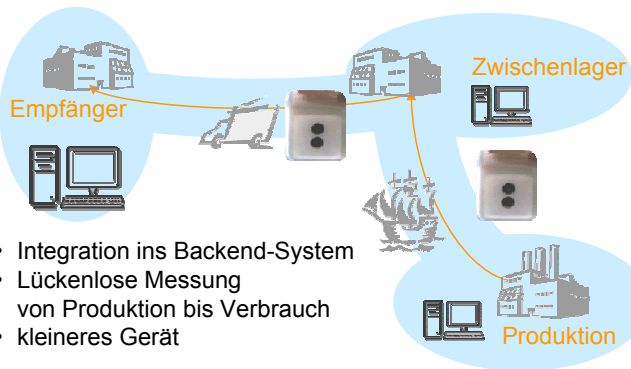 Zwischenlager
Empfänger
• Integration ins Backend-System
• Lückenlose Messung
von Produktion bis Verbrauch
• kleineres Gerät
Produktion